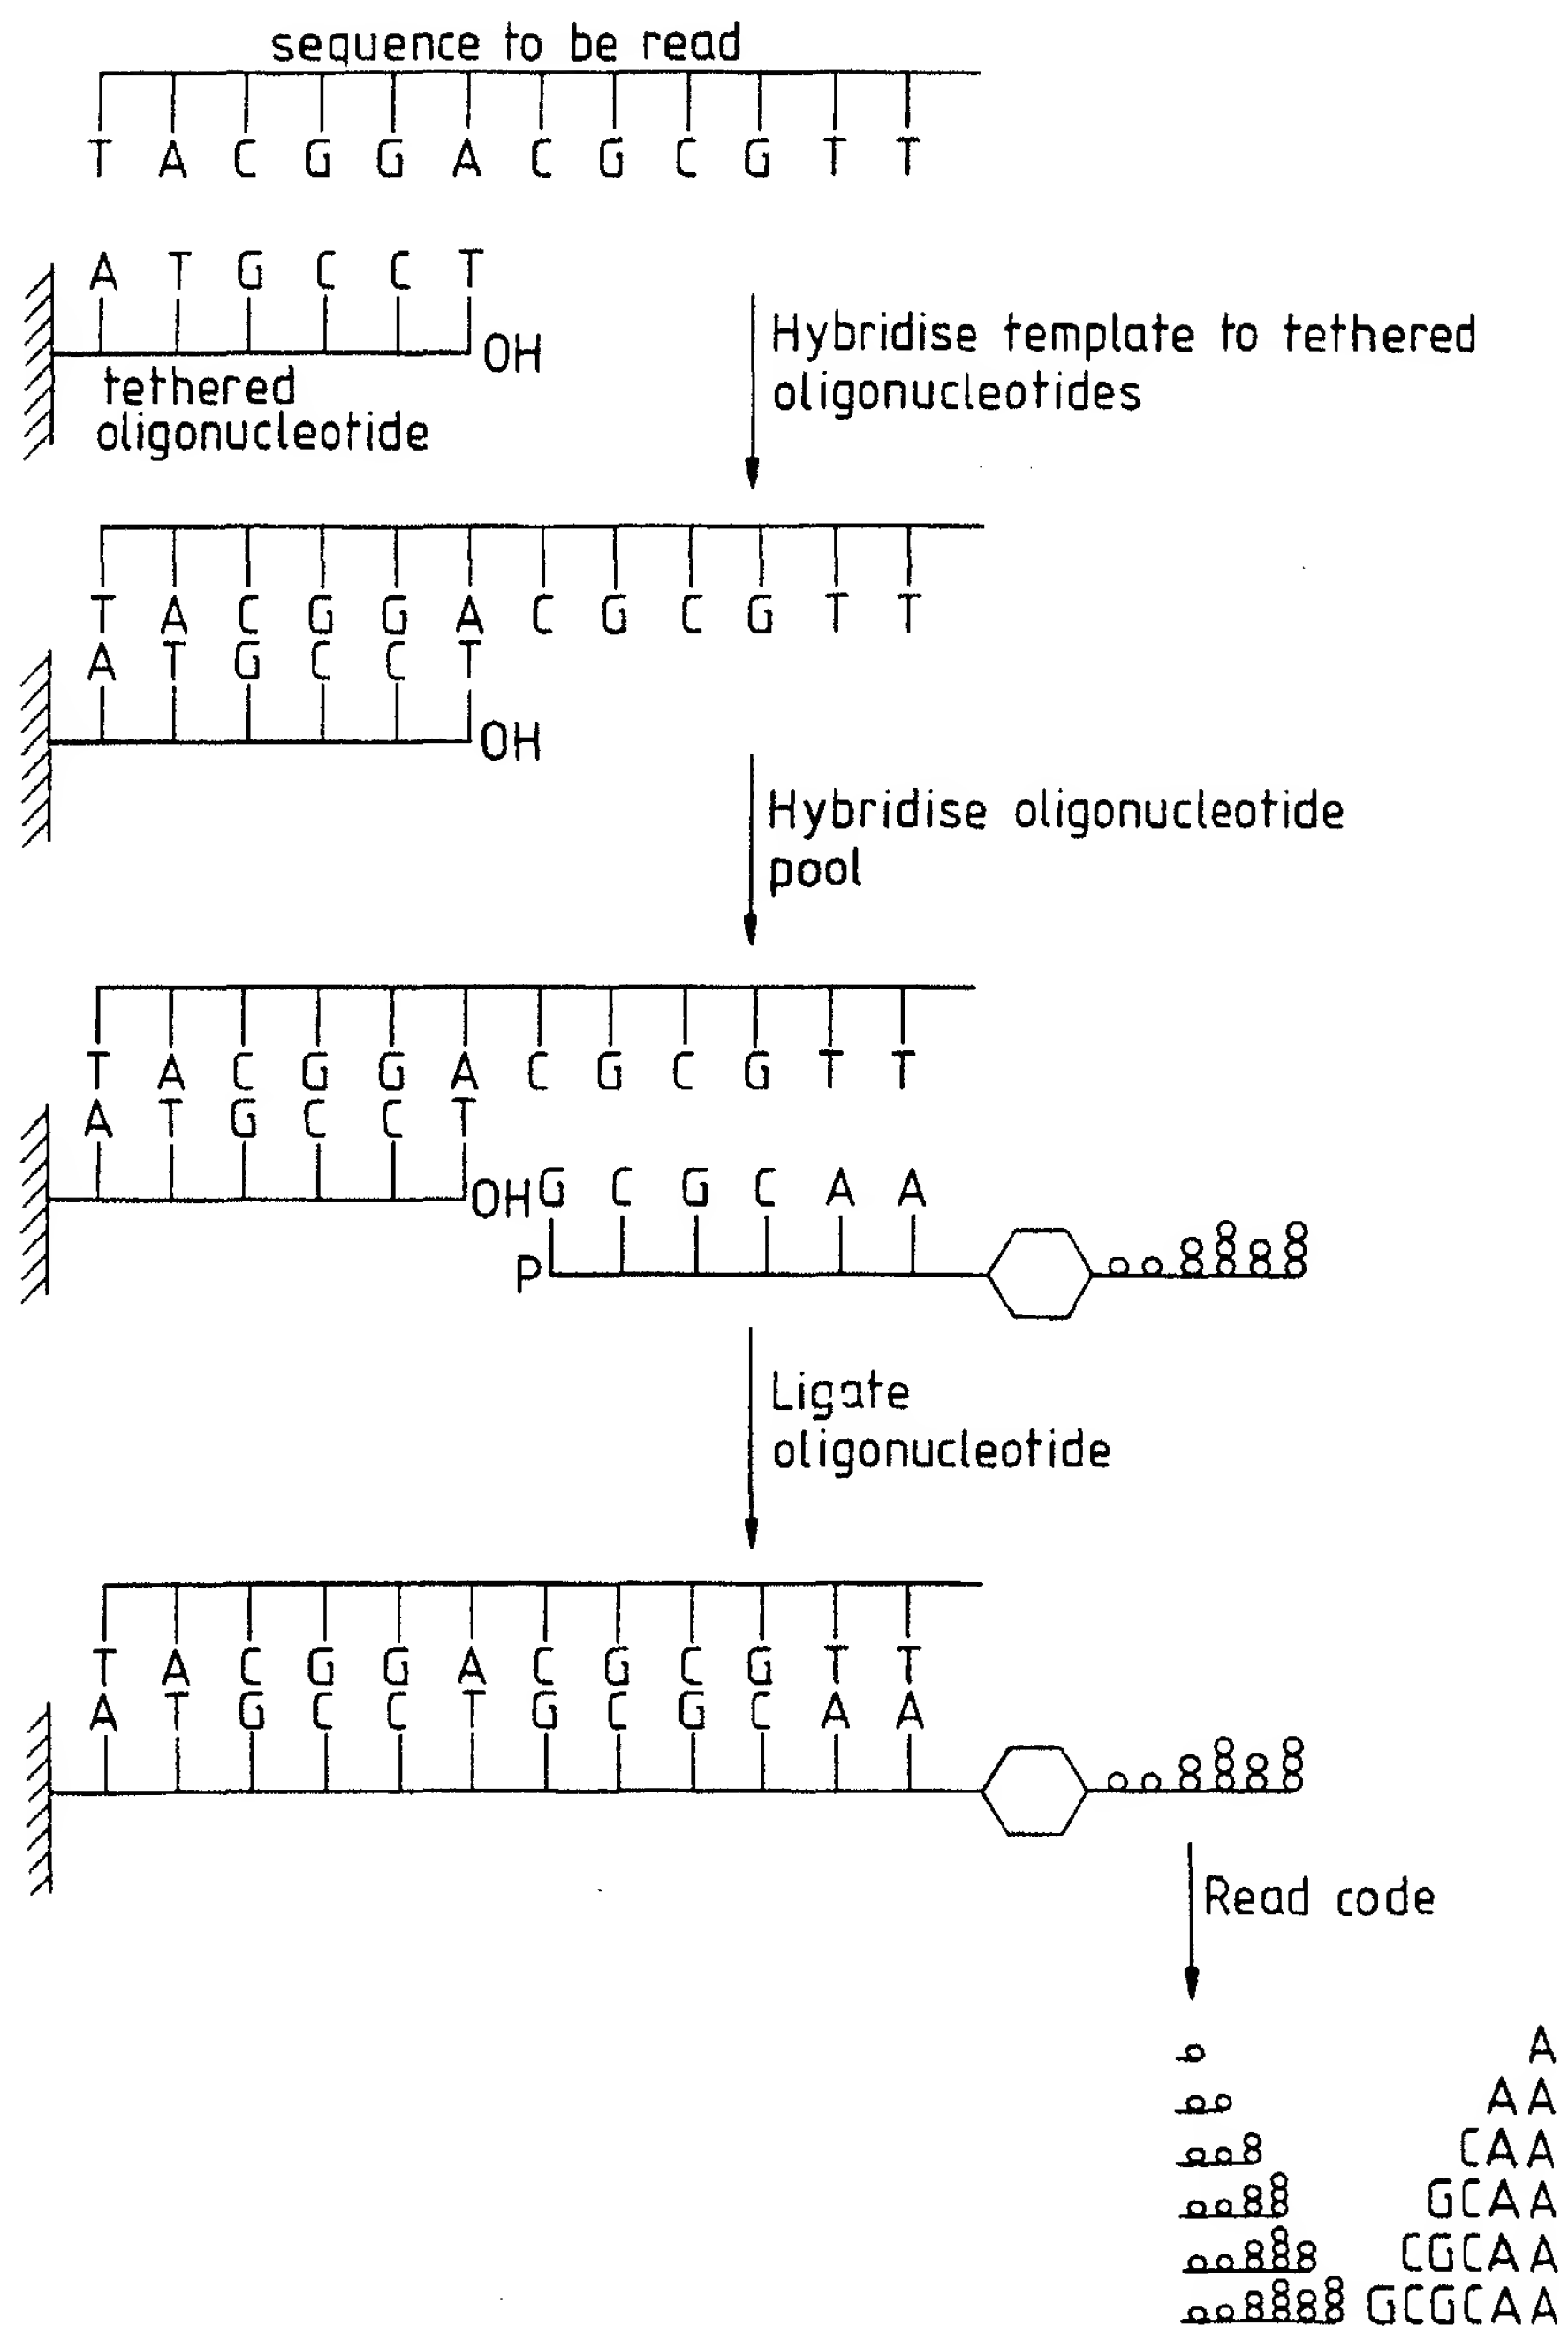 sequence to be read
T A C G G A C G C G T T
A T G C C T
OH
tethered
oligonucleotide
Hybridise template to tethered
oligonucleotides
T A C G G A C G C G T T
A T G C C T
OH
Hybridise oligonucleotide
pool
T A C G G A C G C G T T
A T G C C T
OH G C G C A A
P
Ligate
oligonucleotide
T A C G G A C G C G T T
A T G C C T G C G C A A
Read code
A
A A
C A A
G C A A
C G C A A
G C G C A A